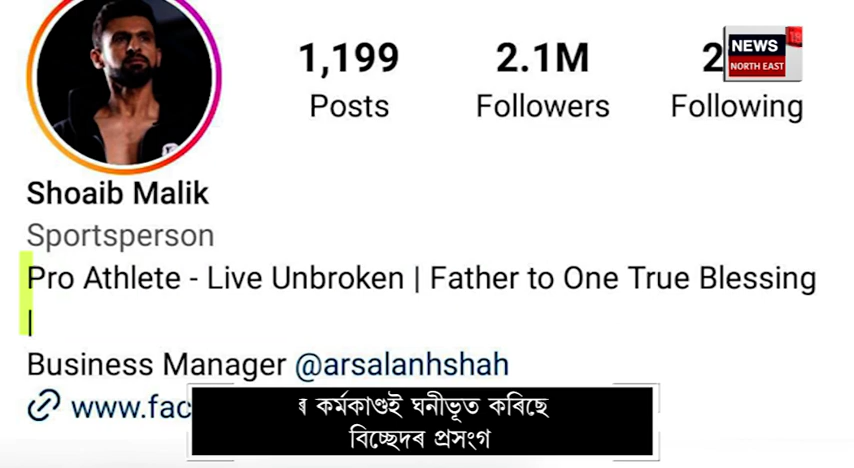 1,199
2.1M
2
Posts
Followers
Following
NEWS
18
NORTH EAST
Shoaib Malik
Sportsperson
Pro Athlete - Live Unbroken | Father to One True Blessing
|
Business Manager @arsalanhshah
www.fac
ৰ কৰ্মকাণ্ডই ঘনীভূত কৰিছে
বিচ্ছেদৰ প্ৰসংগ